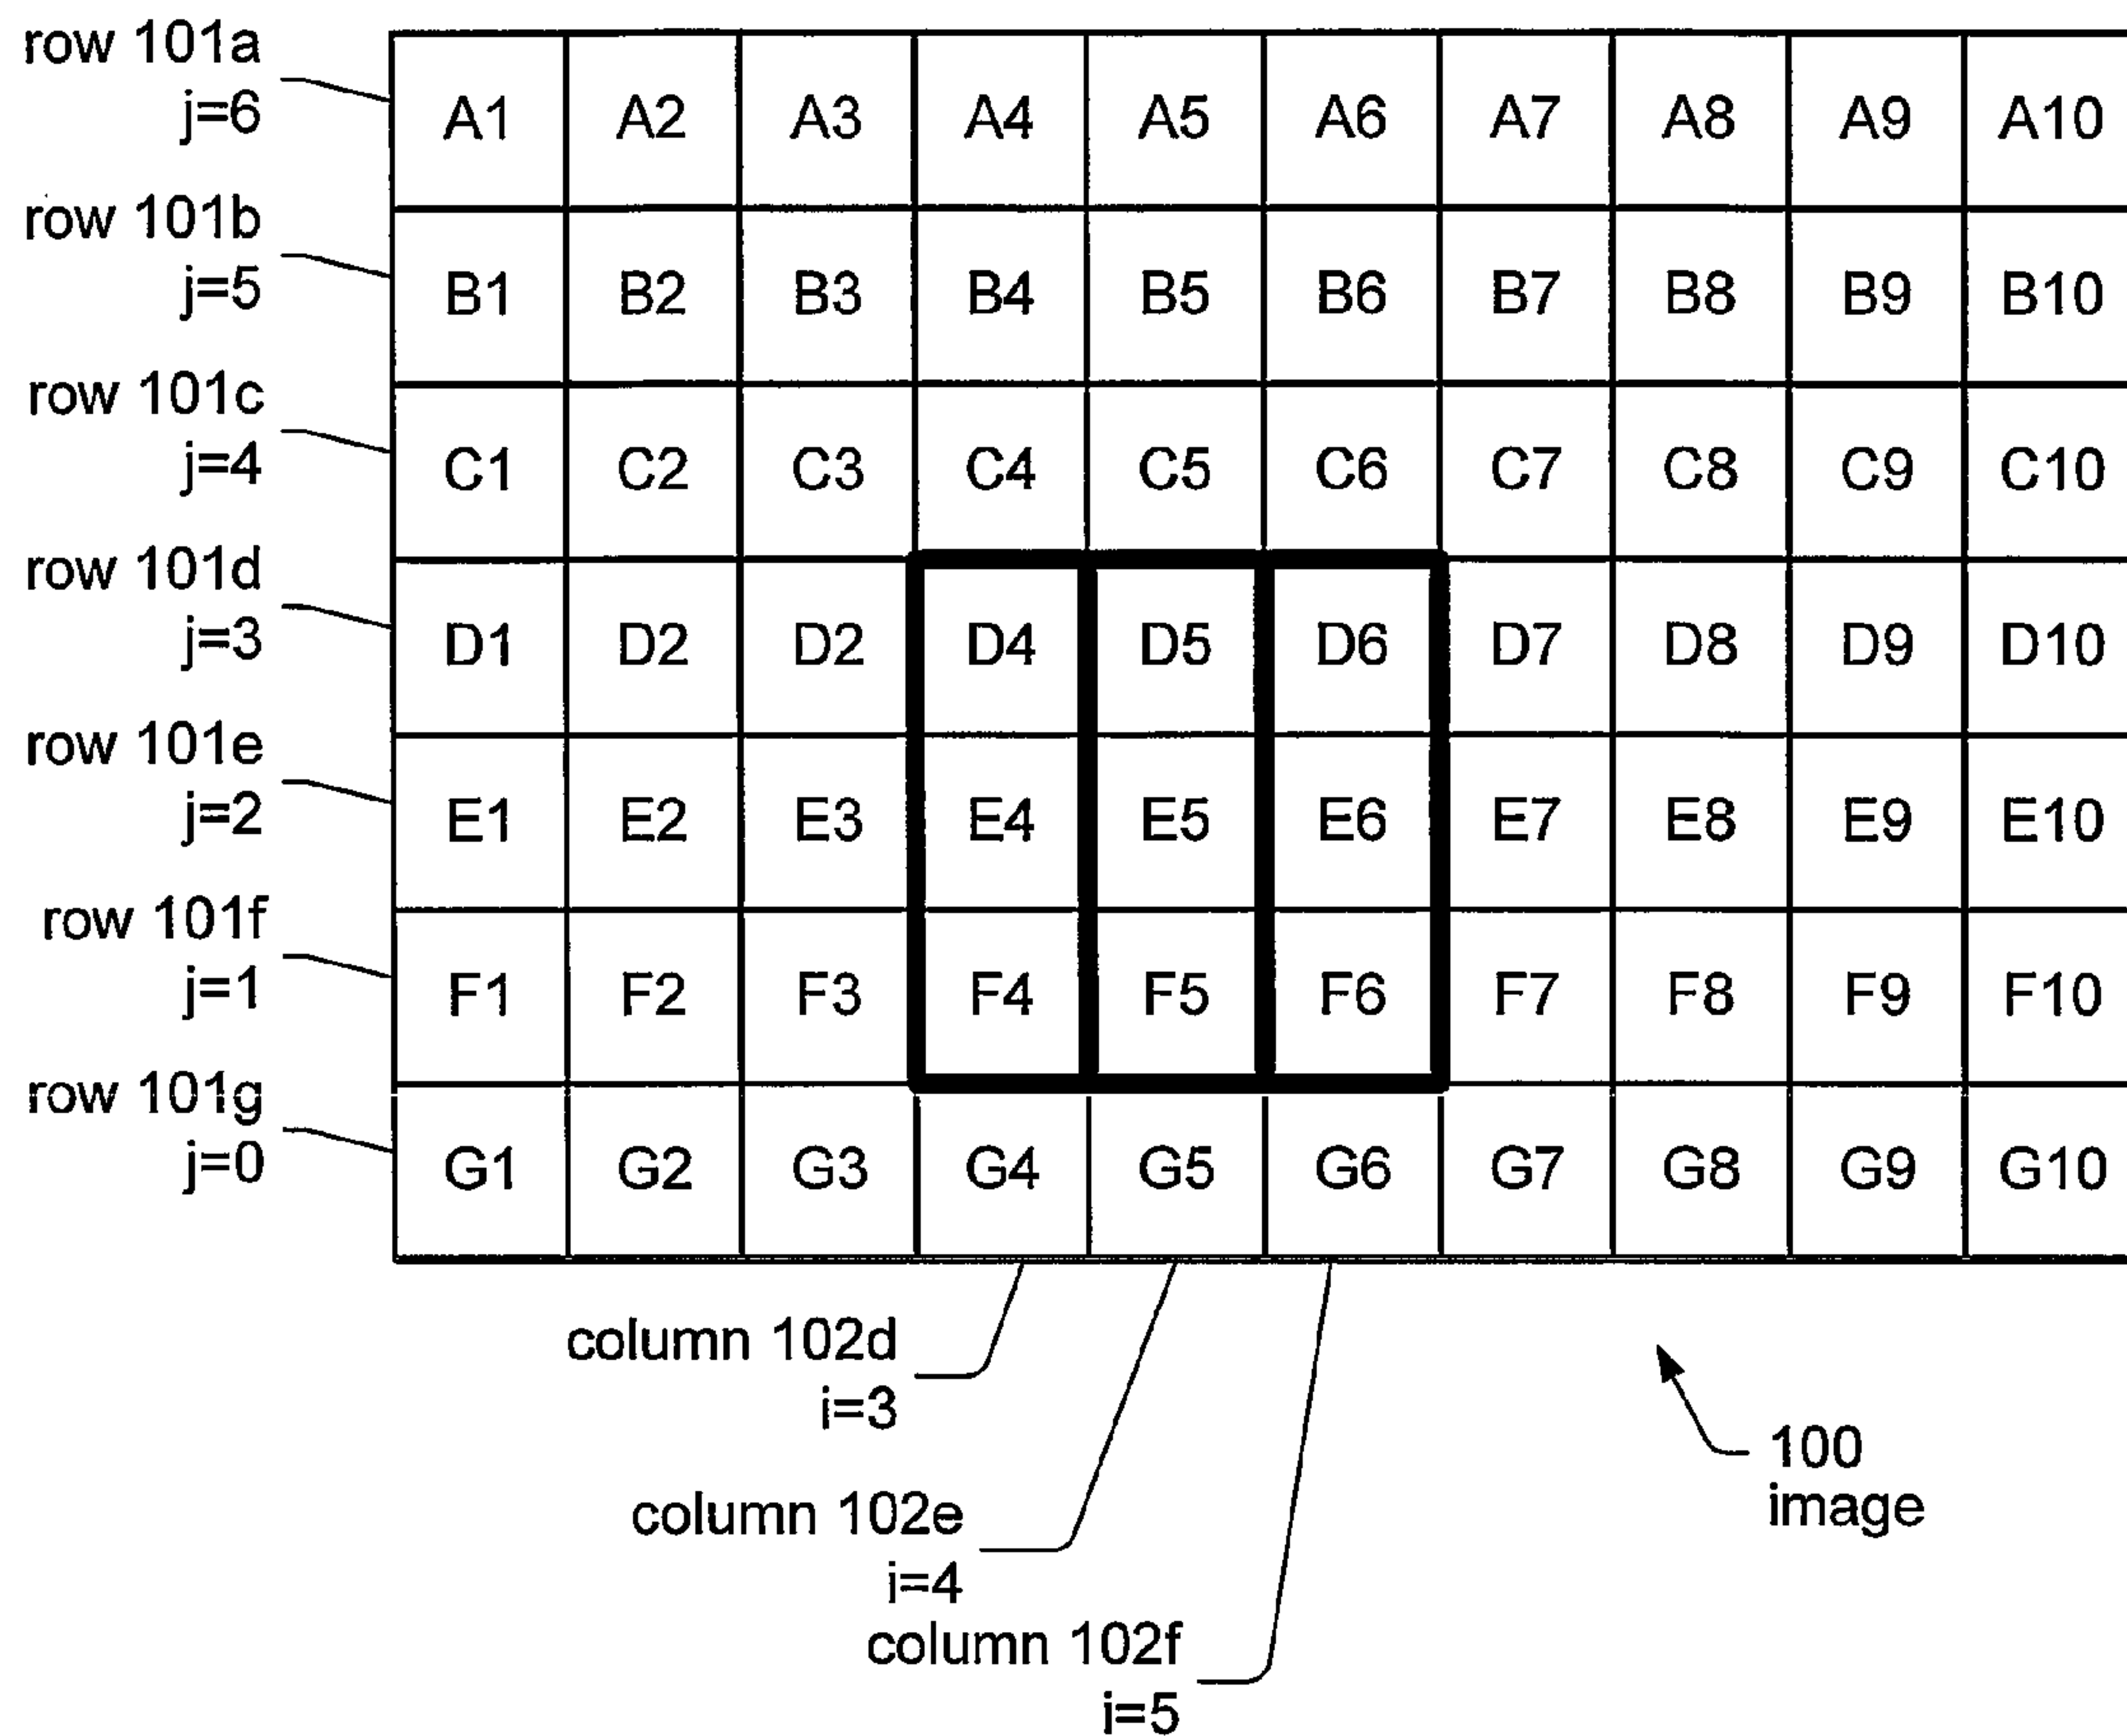 row 101a
j=6
A1 A2 A3 A4 A5 A6 A7 A8 A9 A10
row 101b
j=5
B1 B2 B3 B4 B5 B6 B7 B8 B9 B10
row 101c
j=4
C1 C2 C3 C4 C5 C6 C7 C8 C9 C10
row 101d
j=3
D1 D2 D2 D4 D5 D6 D7 D8 D9 D10
row 101e
j=2
E1 E2 E3 E4 E5 E6 E7 E8 E9 E10
row 101f
j=1
F1 F2 F3 F4 F5 F6 F7 F8 F9 F10
row 101g
j=0
G1 G2 G3 G4 G5 G6 G7 G8 G9 G10
column 102d
i=3
column 102e
i=4
column 102f
i=5
100
image